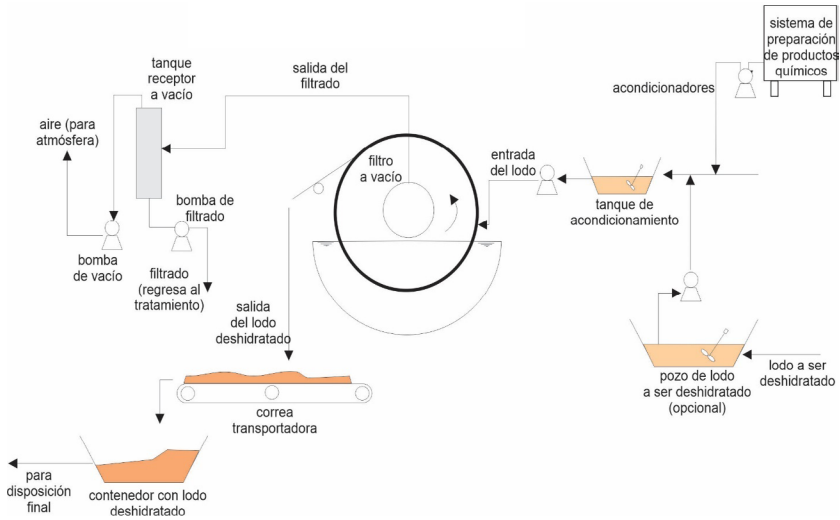 sistema de
preparación
de productos
químicos
tanque
receptor
a vacío
salida del
filtrado
acondicionadores
aire (para
atmósfera)
filtro
a vacío
entrada
del lodo
tanque de
acondicionamiento
bomba de
filtrado
bomba
de vacío
filtrado
(regresa al
tratamiento)
salida
del lodo
deshidratado
lodo a ser
deshidratado
pozo de lodo
a ser deshidratado
(opcional)
correa
transportadora
para
disposición
final
contenedor con lodo
deshidratado